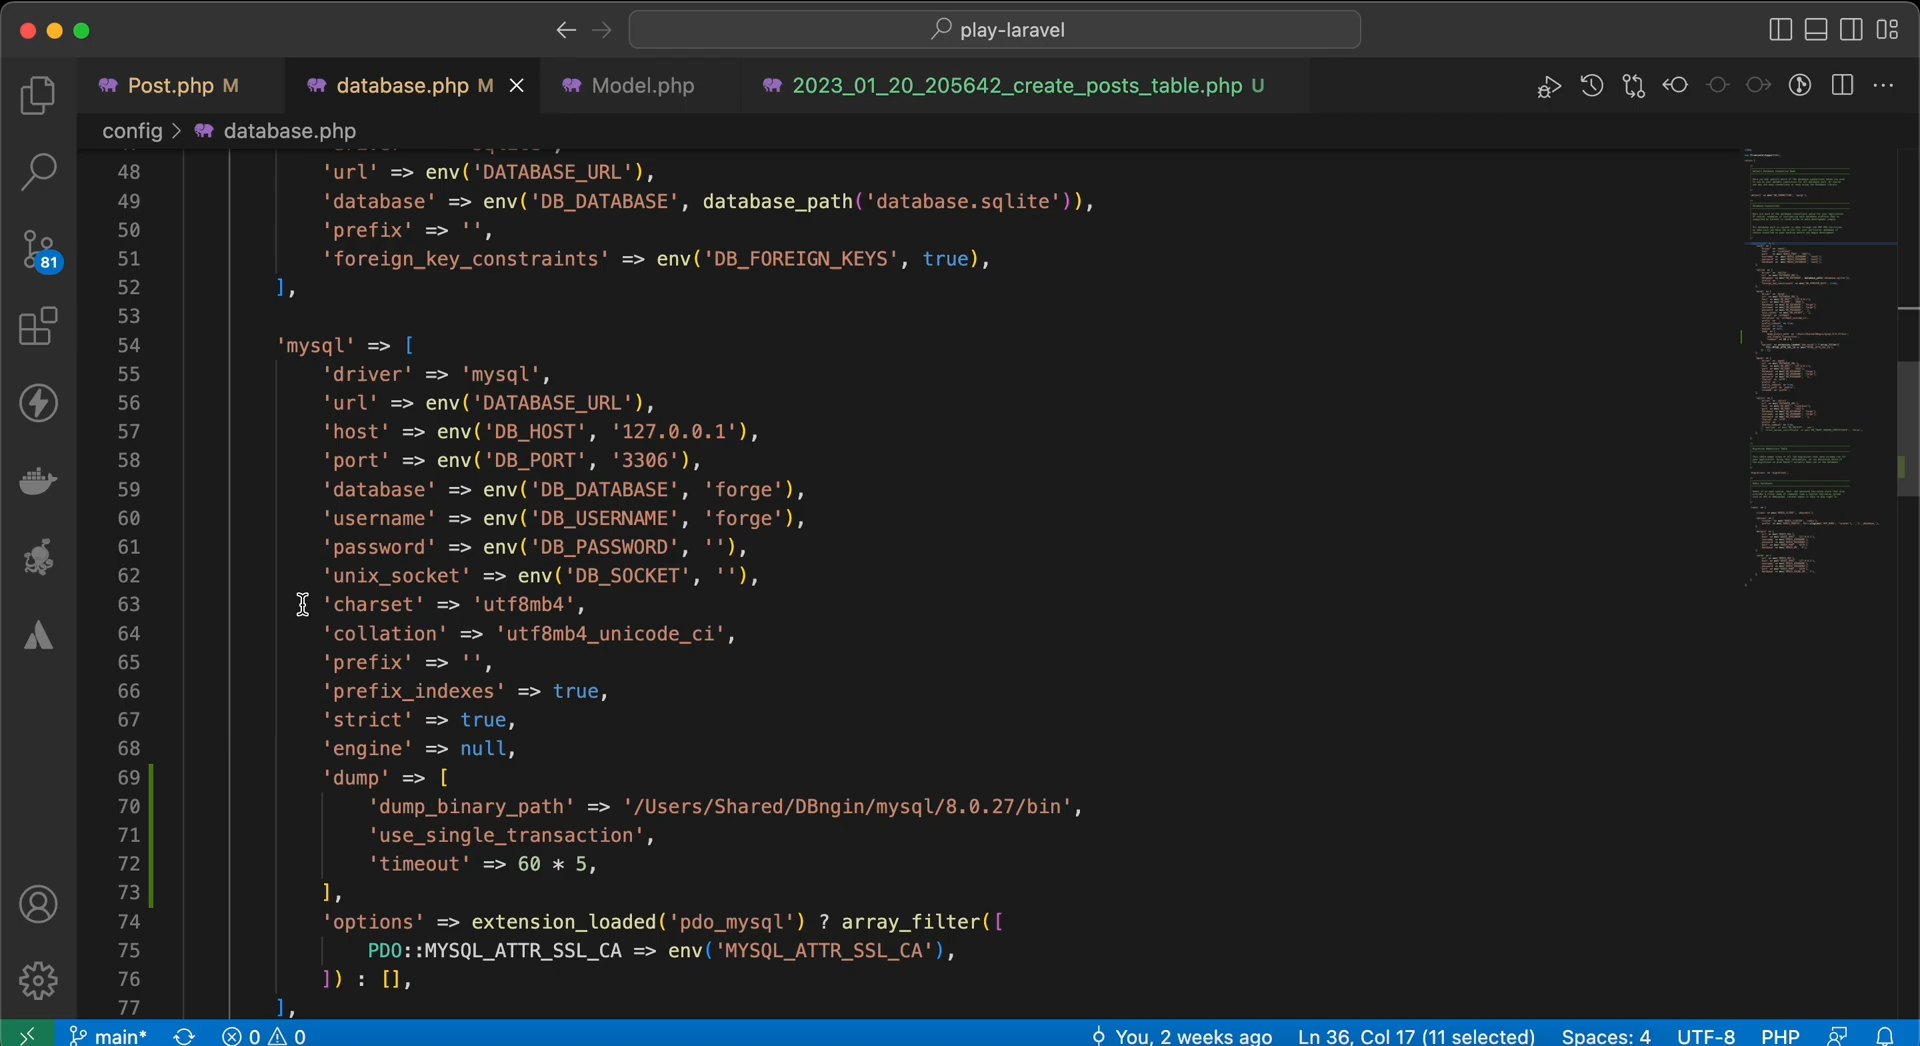 play-laravel
Post.php M
database.php M
Model.php
2023_01_20_205642_create_posts_table.php U
config > database.php
48 'url' => env('DATABASE_URL'),
49 'database' => env('DB_DATABASE', database_path('database.sqlite')),
50 'prefix' => '',
51 'foreign_key_constraints' => env('DB_FOREIGN_KEYS', true),
52 ],
53
54 'mysql' => [
55 'driver' => 'mysql',
56 'url' => env('DATABASE_URL'),
57 'host' => env('DB_HOST', '127.0.0.1'),
58 'port' => env('DB_PORT', '3306'),
59 'database' => env('DB_DATABASE', 'forge'),
60 'username' => env('DB_USERNAME', 'forge'),
61 'password' => env('DB_PASSWORD', ''),
62 'unix_socket' => env('DB_SOCKET', ''),
63 'charset' => 'utf8mb4',
64 'collation' => 'utf8mb4_unicode_ci',
65 'prefix' => '',
66 'prefix_indexes' => true,
67 'strict' => true,
68 'engine' => null,
69 'dump' => [
70 'dump_binary_path' => '/Users/Shared/DBngin/mysql/8.0.27/bin',
71 'use_single_transaction',
72 'timeout' => 60 * 5,
73 ],
74 'options' => extension_loaded('pdo_mysql') ? array_filter([
75 PDO::MYSQL_ATTR_SSL_CA => env('MYSQL_ATTR_SSL_CA'),
76 ]) : [],
77 ],
81
main* 0 0 You, 2 weeks ago Ln 36, Col 17 (11 selected) Spaces: 4 UTF-8 PHP